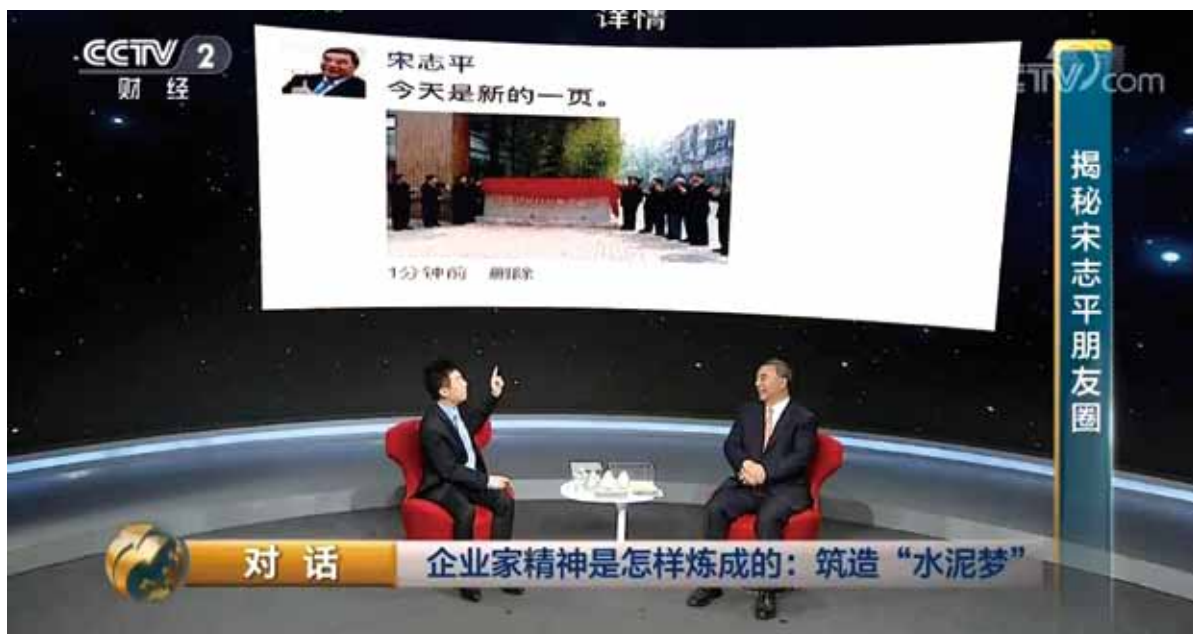 详情
CCTV 2
财 经
CCTV.com
宋志平
今天是新的一页。
1分钟前 删除
揭秘宋志平朋友圈
对 话
企业家精神是怎样炼成的：筑造“水泥梦”